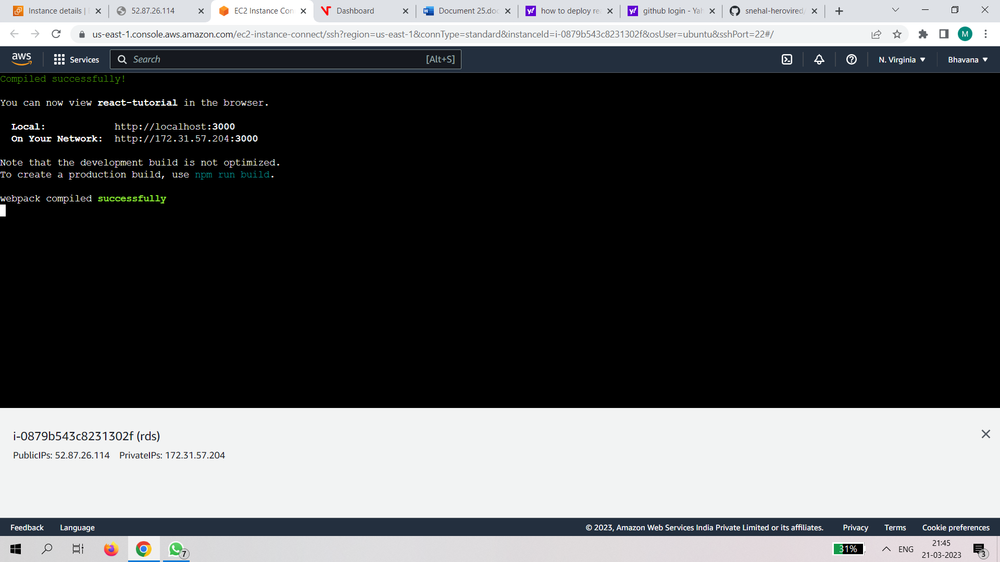 Instance details | E
52.87.26.114
EC2 Instance Con
Dashboard
Document 25.doc
how to deploy rea
github login - Yah
snehal-herovired/
us-east-1.console.aws.amazon.com/ec2-instance-connect/ssh?region=us-east-1&connType=standard&instanceId=i-0879b543c8231302f&osUser=ubuntu&sshPort=22#/
M
aws
Services
Search
[Alt+S]
N. Virginia
Bhavana
Compiled successfully!
You can now view react-tutorial in the browser.
Local: http://localhost:3000
On Your Network: http://172.31.57.204:3000
Note that the development build is not optimized.
To create a production build, use npm run build.
webpack compiled successfully
i-0879b543c8231302f (rds)
PublicIPs: 52.87.26.114 PrivateIPs: 172.31.57.204
Feedback
Language
© 2023, Amazon Web Services India Private Limited or its affiliates.
Privacy
Terms
Cookie preferences
7
31%
ENG
21:45
21-03-2023
3